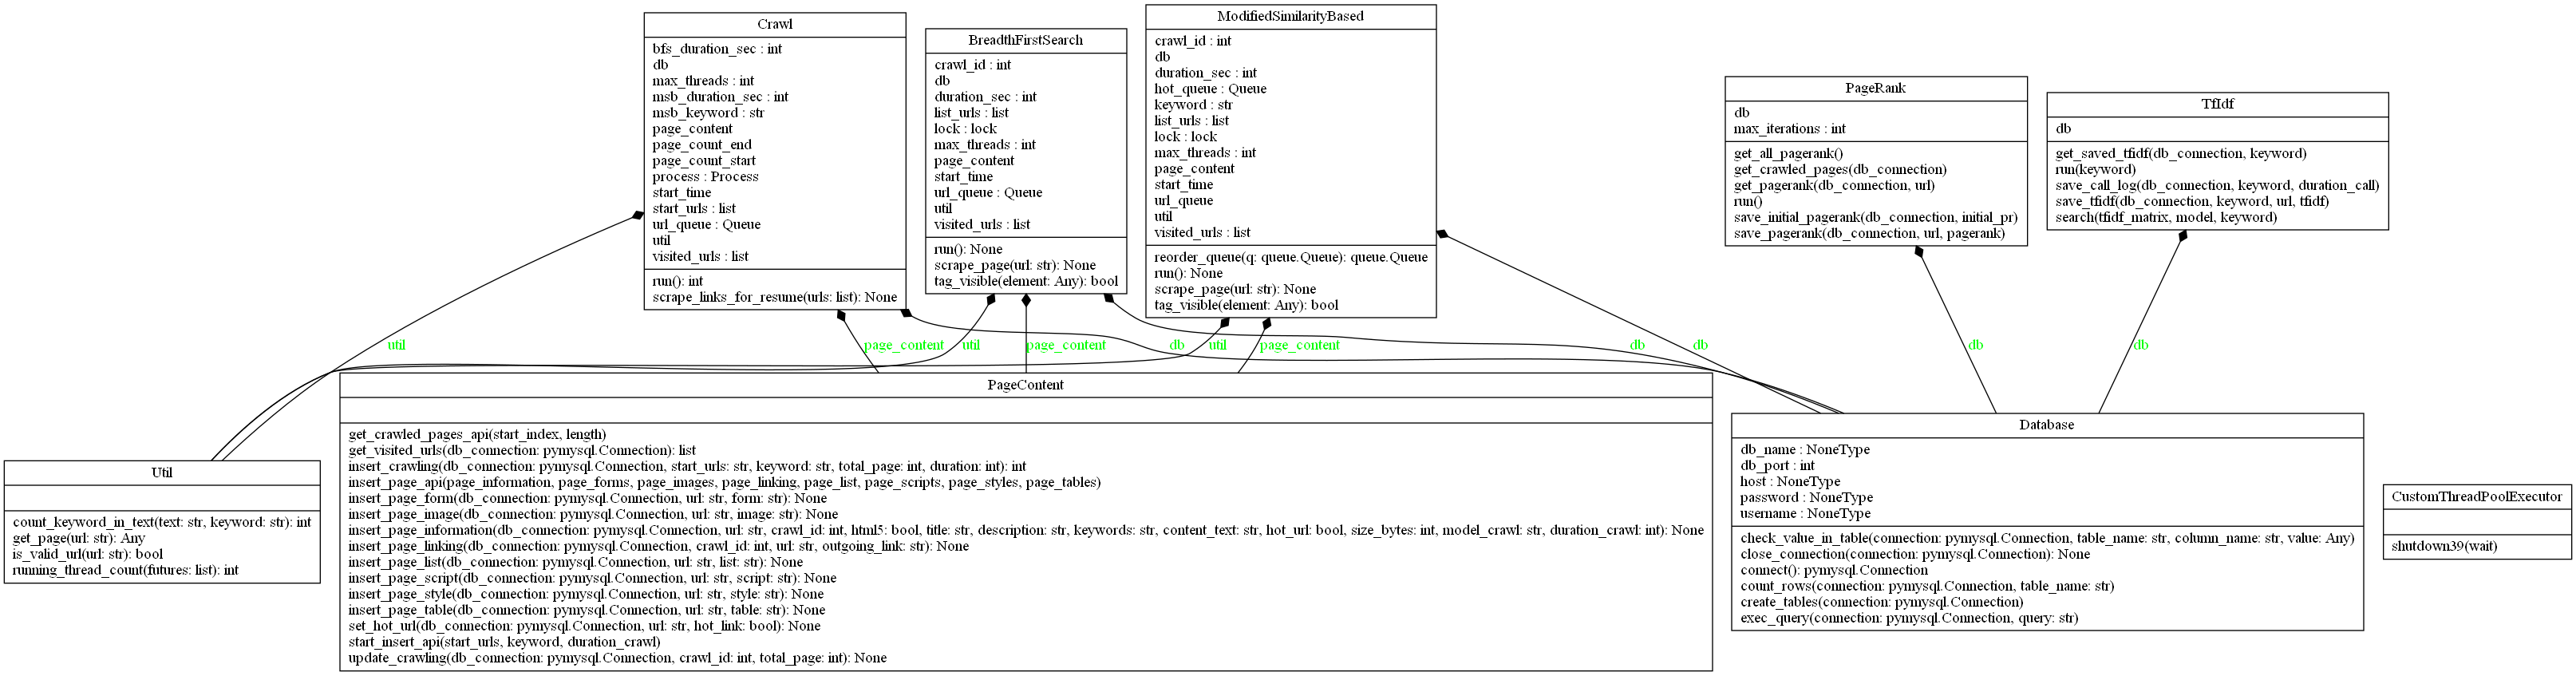 Crawl
bfs_duration_sec : int
db
max_threads : int
msb_duration_sec : int
msb_keyword : str
page_content
page_count_end
page_count_start
process : Process
start_time
start_urls : list
url_queue : Queue
util
visited_urls : list
run(): int
scrape_links_for_resume(urls: list): None
BreadthFirstSearch
crawl_id : int
db
duration_sec : int
list_urls : list
lock : lock
max_threads : int
page_content
start_time
url_queue : Queue
util
visited_urls : list
run(): None
scrape_page(url: str): None
tag_visible(element: Any): bool
ModifiedSimilarityBased
crawl_id : int
db
duration_sec : int
hot_queue : Queue
keyword : str
list_urls : list
lock : lock
max_threads : int
page_content
start_time
url_queue
util
visited_urls : list
reorder_queue(q: queue.Queue): queue.Queue
run(): None
scrape_page(url: str): None
tag_visible(element: Any): bool
PageRank
db
max_iterations : int
get_all_pagerank()
get_crawled_pages(db_connection)
get_pagerank(db_connection, url)
run()
save_initial_pagerank(db_connection, initial_pr)
save_pagerank(db_connection, url, pagerank)
TfIdf
db
get_saved_tfidf(db_connection, keyword)
run(keyword)
save_call_log(db_connection, keyword, duration_call)
save_tfidf(db_connection, keyword, url, tfidf)
search(tfidf_matrix, model, keyword)
util
page_content
util
page_content
db
util
page_content
db
db
db
db
Util
count_keyword_in_text(text: str, keyword: str): int
get_page(url: str): Any
is_valid_url(url: str): bool
running_thread_count(futures: list): int
PageContent
get_crawled_pages_api(start_index, length)
get_visited_urls(db_connection: pymysql.Connection): list
insert_crawling(db_connection: pymysql.Connection, start_urls: str, keyword: str, total_page: int, duration: int): int
insert_page_api(page_information, page_forms, page_images, page_linking, page_list, page_scripts, page_styles, page_tables)
insert_page_form(db_connection: pymysql.Connection, url: str, form: str): None
insert_page_image(db_connection: pymysql.Connection, url: str, image: str): None
insert_page_information(db_connection: pymysql.Connection, url: str, crawl_id: int, html5: bool, title: str, description: str, keywords: str, content_text: str, hot_url: bool, size_bytes: int, model_crawl: str, duration_crawl: int): None
insert_page_linking(db_connection: pymysql.Connection, crawl_id: int, url: str, outgoing_link: str): None
insert_page_list(db_connection: pymysql.Connection, url: str, list: str): None
insert_page_script(db_connection: pymysql.Connection, url: str, script: str): None
insert_page_style(db_connection: pymysql.Connection, url: str, style: str): None
insert_page_table(db_connection: pymysql.Connection, url: str, table: str): None
set_hot_url(db_connection: pymysql.Connection, url: str, hot_link: bool): None
start_insert_api(start_urls, keyword, duration_crawl)
update_crawling(db_connection: pymysql.Connection, crawl_id: int, total_page: int): None
Database
db_name : NoneType
db_port : int
host : NoneType
password : NoneType
username : NoneType
check_value_in_table(connection: pymysql.Connection, table_name: str, column_name: str, value: Any)
close_connection(connection: pymysql.Connection): None
connect(): pymysql.Connection
count_rows(connection: pymysql.Connection, table_name: str)
create_tables(connection: pymysql.Connection)
exec_query(connection: pymysql.Connection, query: str)
CustomThreadPoolExecutor
shutdown39(wait)